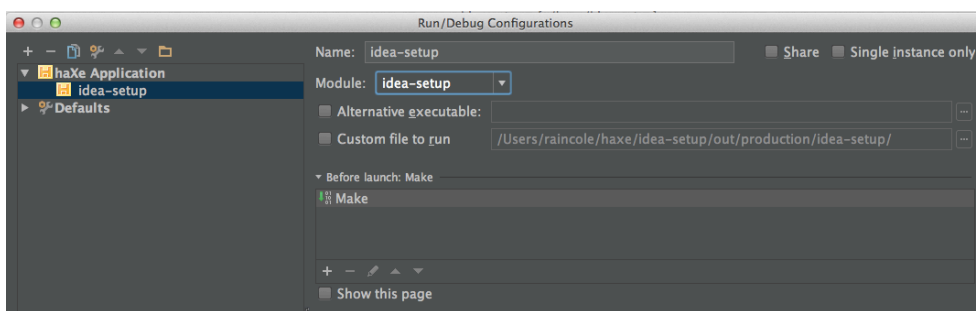 Run/Debug Configurations
Name: idea-setup Share Single instance only
haXe Application
idea-setup
Defaults
Module: idea-setup
Alternative executable:
Custom file to run /Users/raincole/haxe/idea-setup/out/production/idea-setup/
Before launch: Make
Make
Show this page